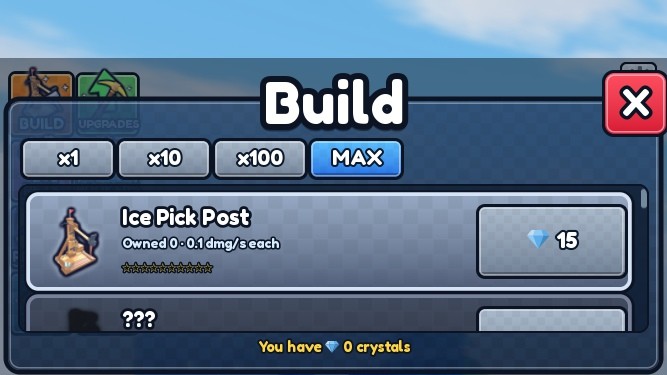 BUILD
UPGRADES
Build
x1
x10
x100
MAX
Ice Pick Post
Owned 0 · 0.1 dmg/s each
15
???
You have 0 crystals